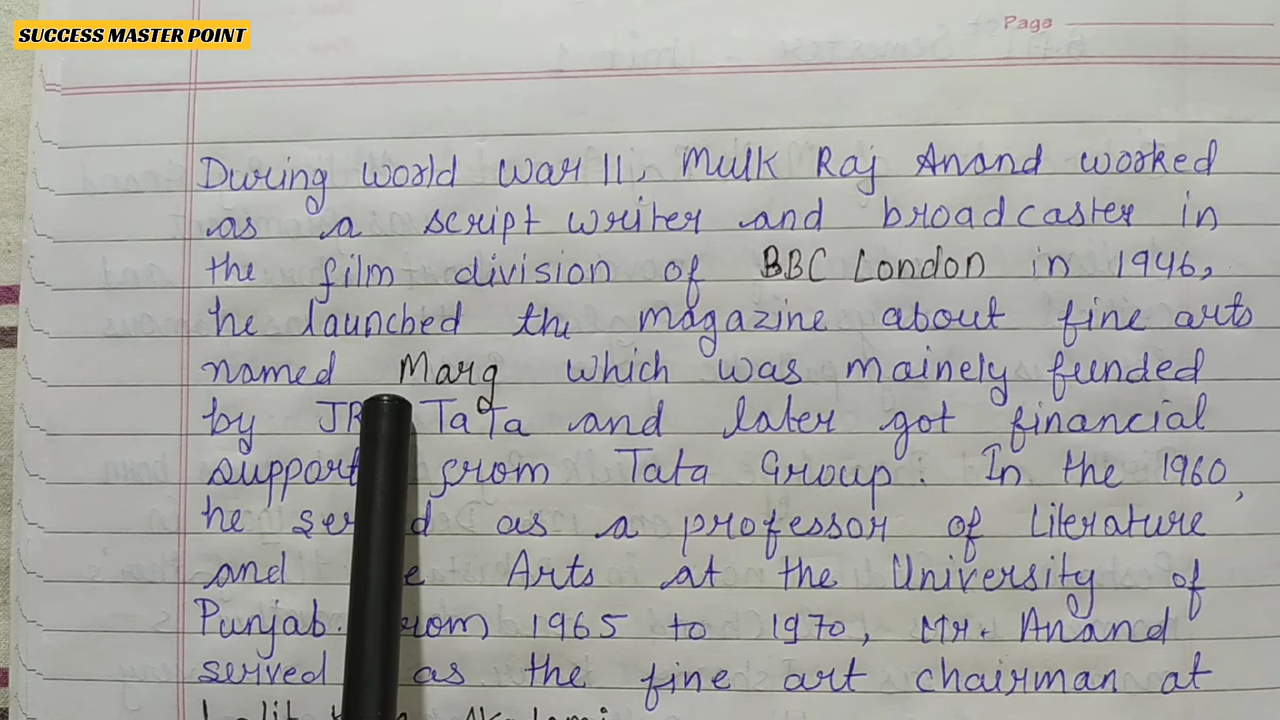 SUCCESS MASTER POINT
Page
During world war II, Mulk Raj Anand worked
as a script writer and broadcaster in
the film division of BBC London in 1946,
he launched the magazine about fine arts
named Marg which was mainely funded
by Tata and later got financial
support from Tata Group. In the 1960,
he as a professor of literature
and Arts at the University of
Punjab. 1965 to 1970, Mr. Anand
served as the fine art chairman at